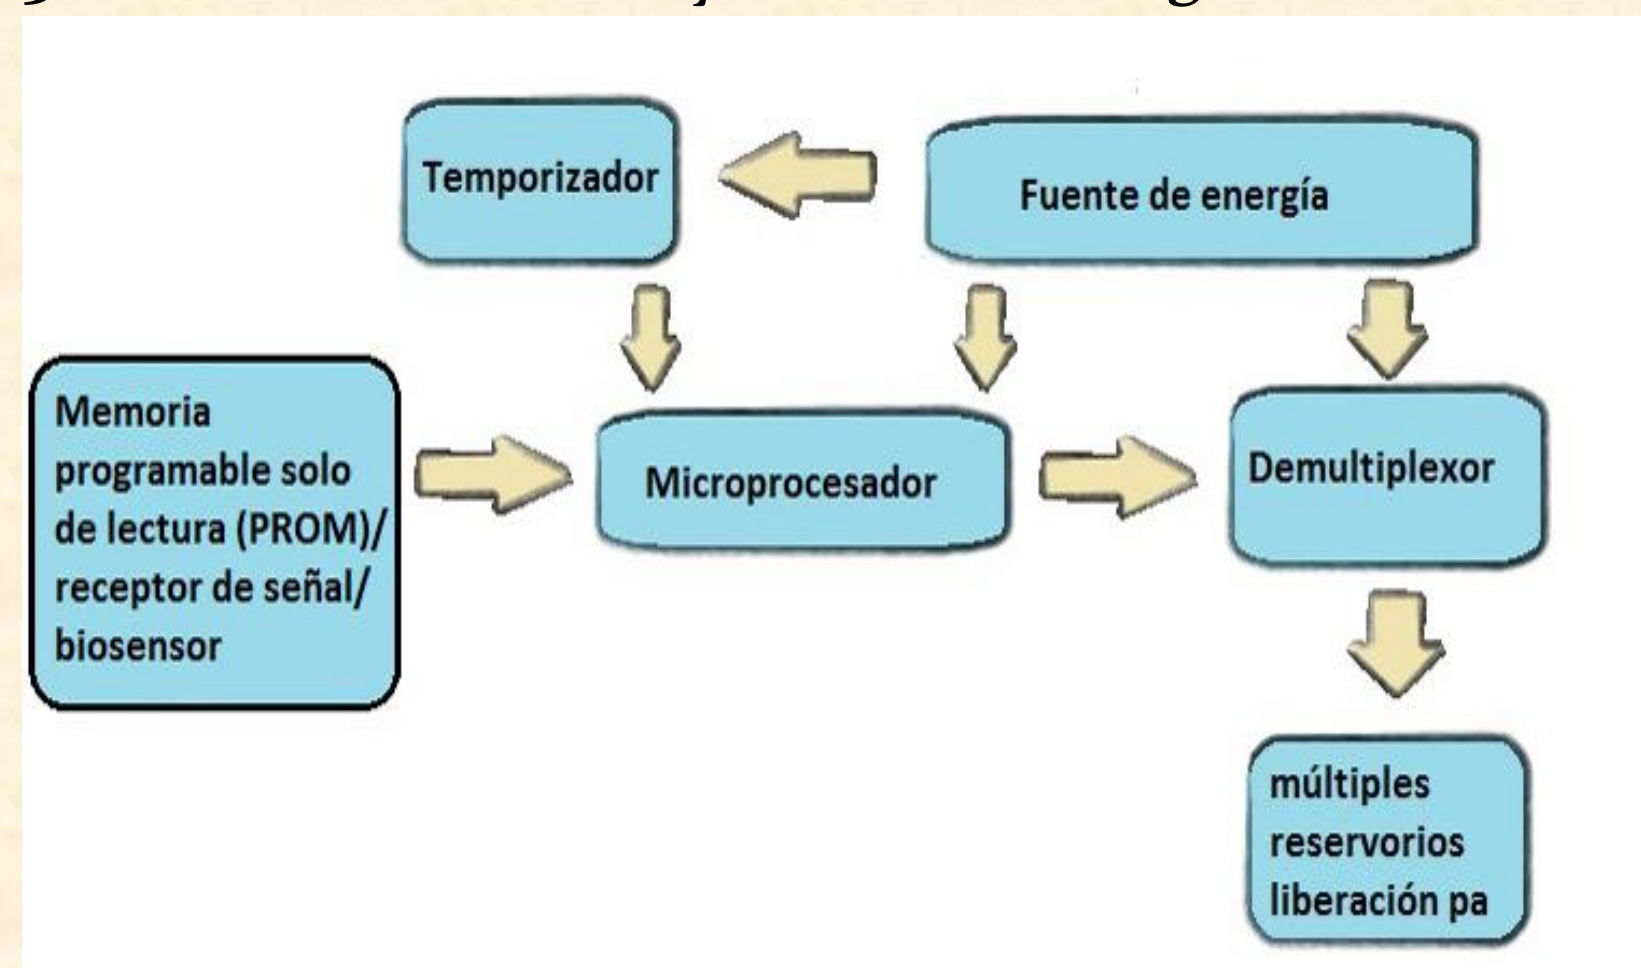 Temporizador
Fuente de energía
Memoria
programable solo
de lectura (PROM)/
receptor de señal/
biosensor
Microprocesador
Demultiplexor
múltiples
reservorios
liberación pa